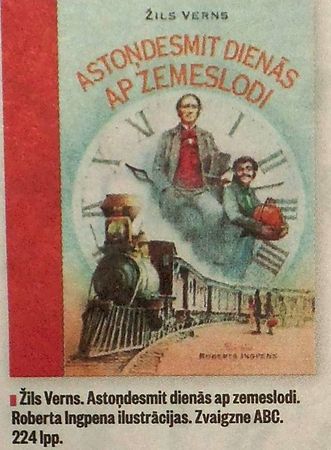 ŽILS VERNS
ASTOŅDESMIT DIENĀS
AP ZEMESLODI
ROBERTS INGPENS
Žils Verns. Astoņdesmit dienās ap zemeslodi.
Roberta Ingpena ilustrācijas. Zvaigzne ABC.
224 lpp.